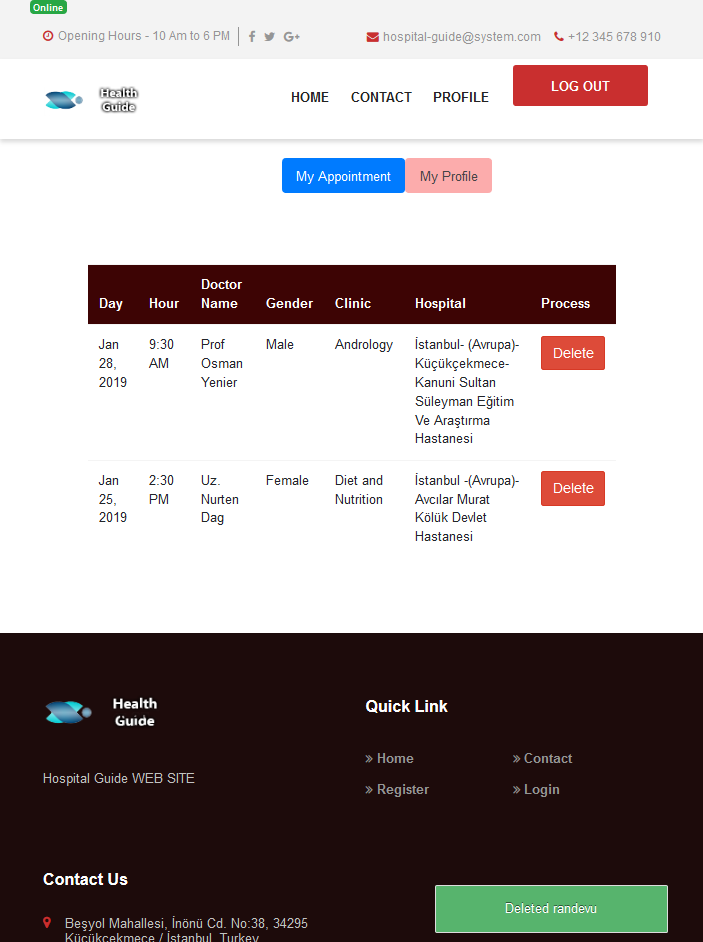 Online
Opening Hours - 10 Am to 6 PM
hospital-guide@system.com
+12 345 678 910
Health
Guide
HOME
CONTACT
PROFILE
LOG OUT
My Appointment
My Profile
Day
Hour
Doctor
Name
Gender
Clinic
Hospital
Process
Jan
28,
2019
9:30
AM
Prof
Osman
Yenier
Male
Andrology
İstanbul- (Avrupa)-
Küçükçekmece-
Kanuni Sultan
Süleyman Eğitim
Ve Araştırma
Hastanesi
Delete
Jan
25,
2019
2:30
PM
Uz.
Nurten
Dag
Female
Diet and
Nutrition
İstanbul -(Avrupa)-
Avcılar Murat
Kölük Devlet
Hastanesi
Delete
Health
Guide
Hospital Guide WEB SITE
Quick Link
» Home
» Contact
» Register
» Login
Contact Us
Beşyol Mahallesi, İnönü Cd. No:38, 34295
Küçükçekmece / İstanbul, Turkey
Deleted randevu